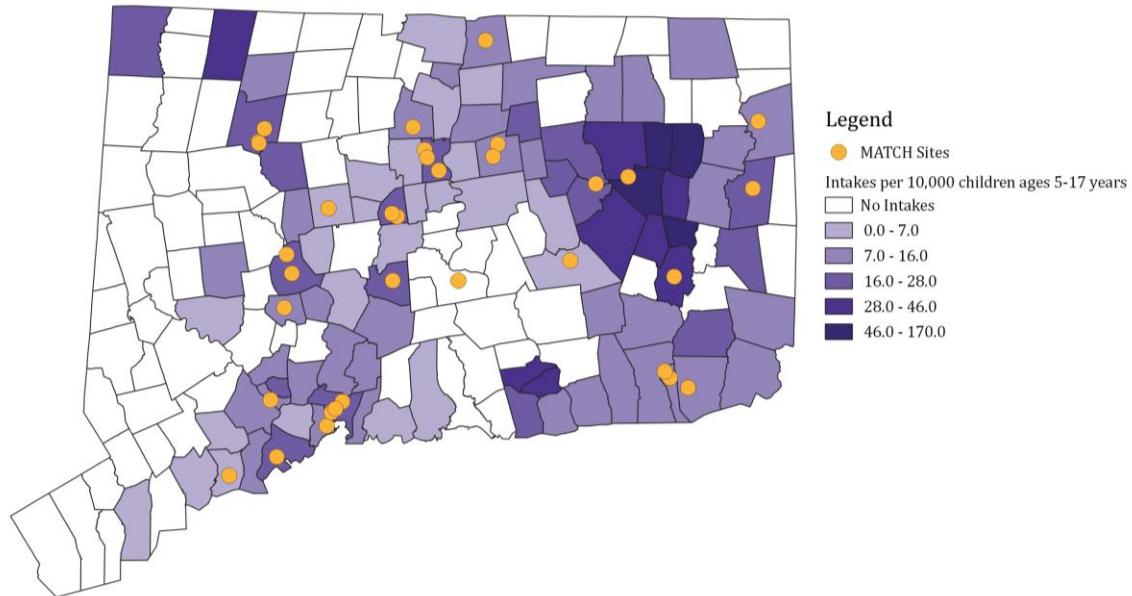 Legend
MATCH Sites
Intakes per 10,000 children ages 5-17 years
No Intakes
0.0 - 7.0
7.0 - 16.0
16.0 - 28.0
28.0 - 46.0
46.0 - 170.0